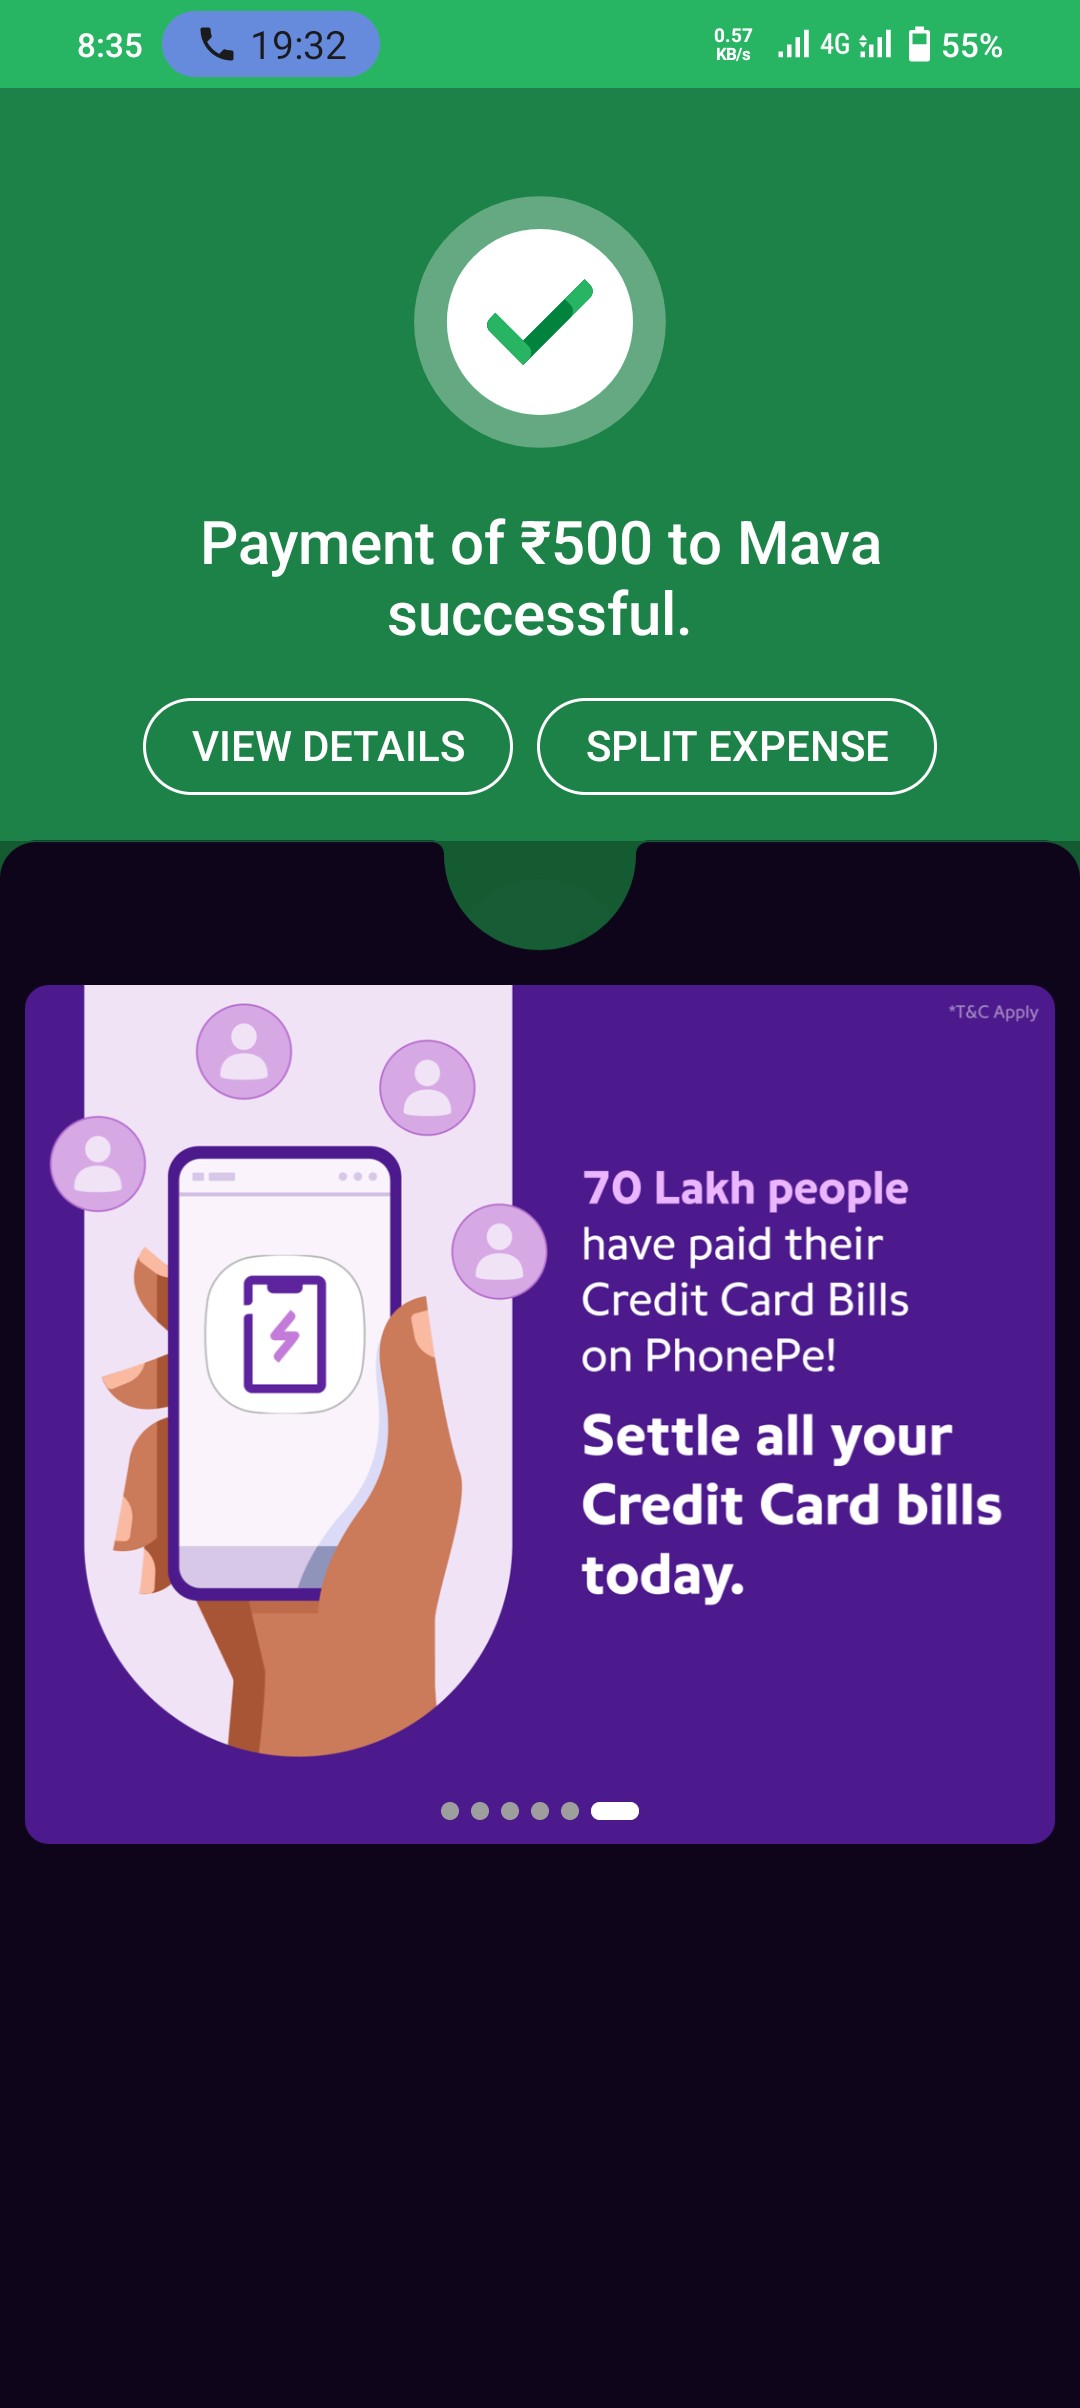 8:35 19:32 0.57 KB/s 4G 55%
Payment of ₹500 to Mava
successful.
VIEW DETAILS SPLIT EXPENSE
*T&C Apply
70 Lakh people
have paid their
Credit Card Bills
on PhonePe!
Settle all your
Credit Card bills
today.